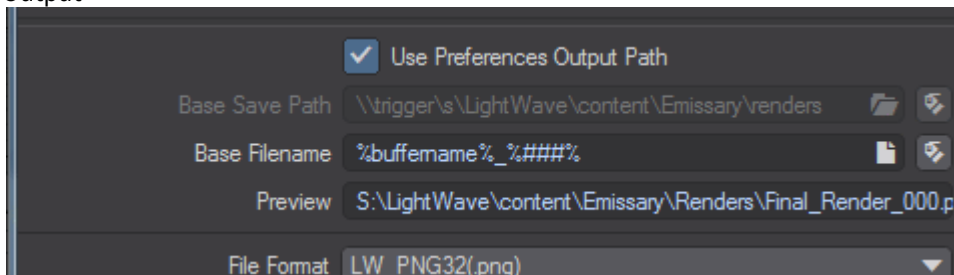 Use Preferences Output Path
Base Save Path \\trigger\s\LightWave\content\Emissary\renders
Base Filename %buffername%_%###%
Preview S:\LightWave\content\Emissary\Renders\Final_Render_000.p
File Format LW_PNG32(.png)